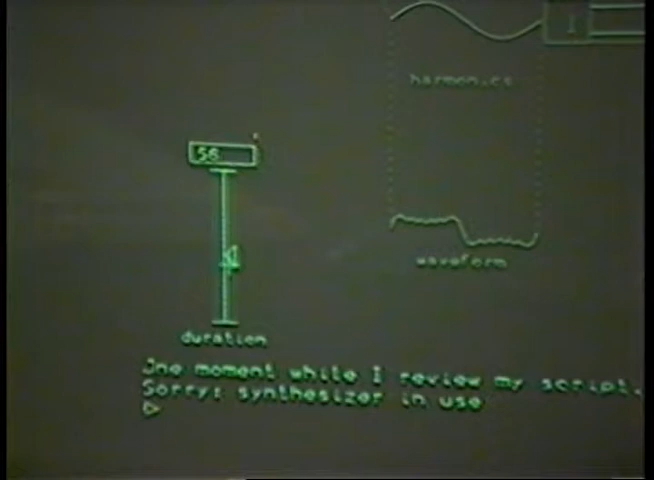 I
harmonics
56
waveform
duration
One moment while I review my script.
Sorry: synthesizer in use